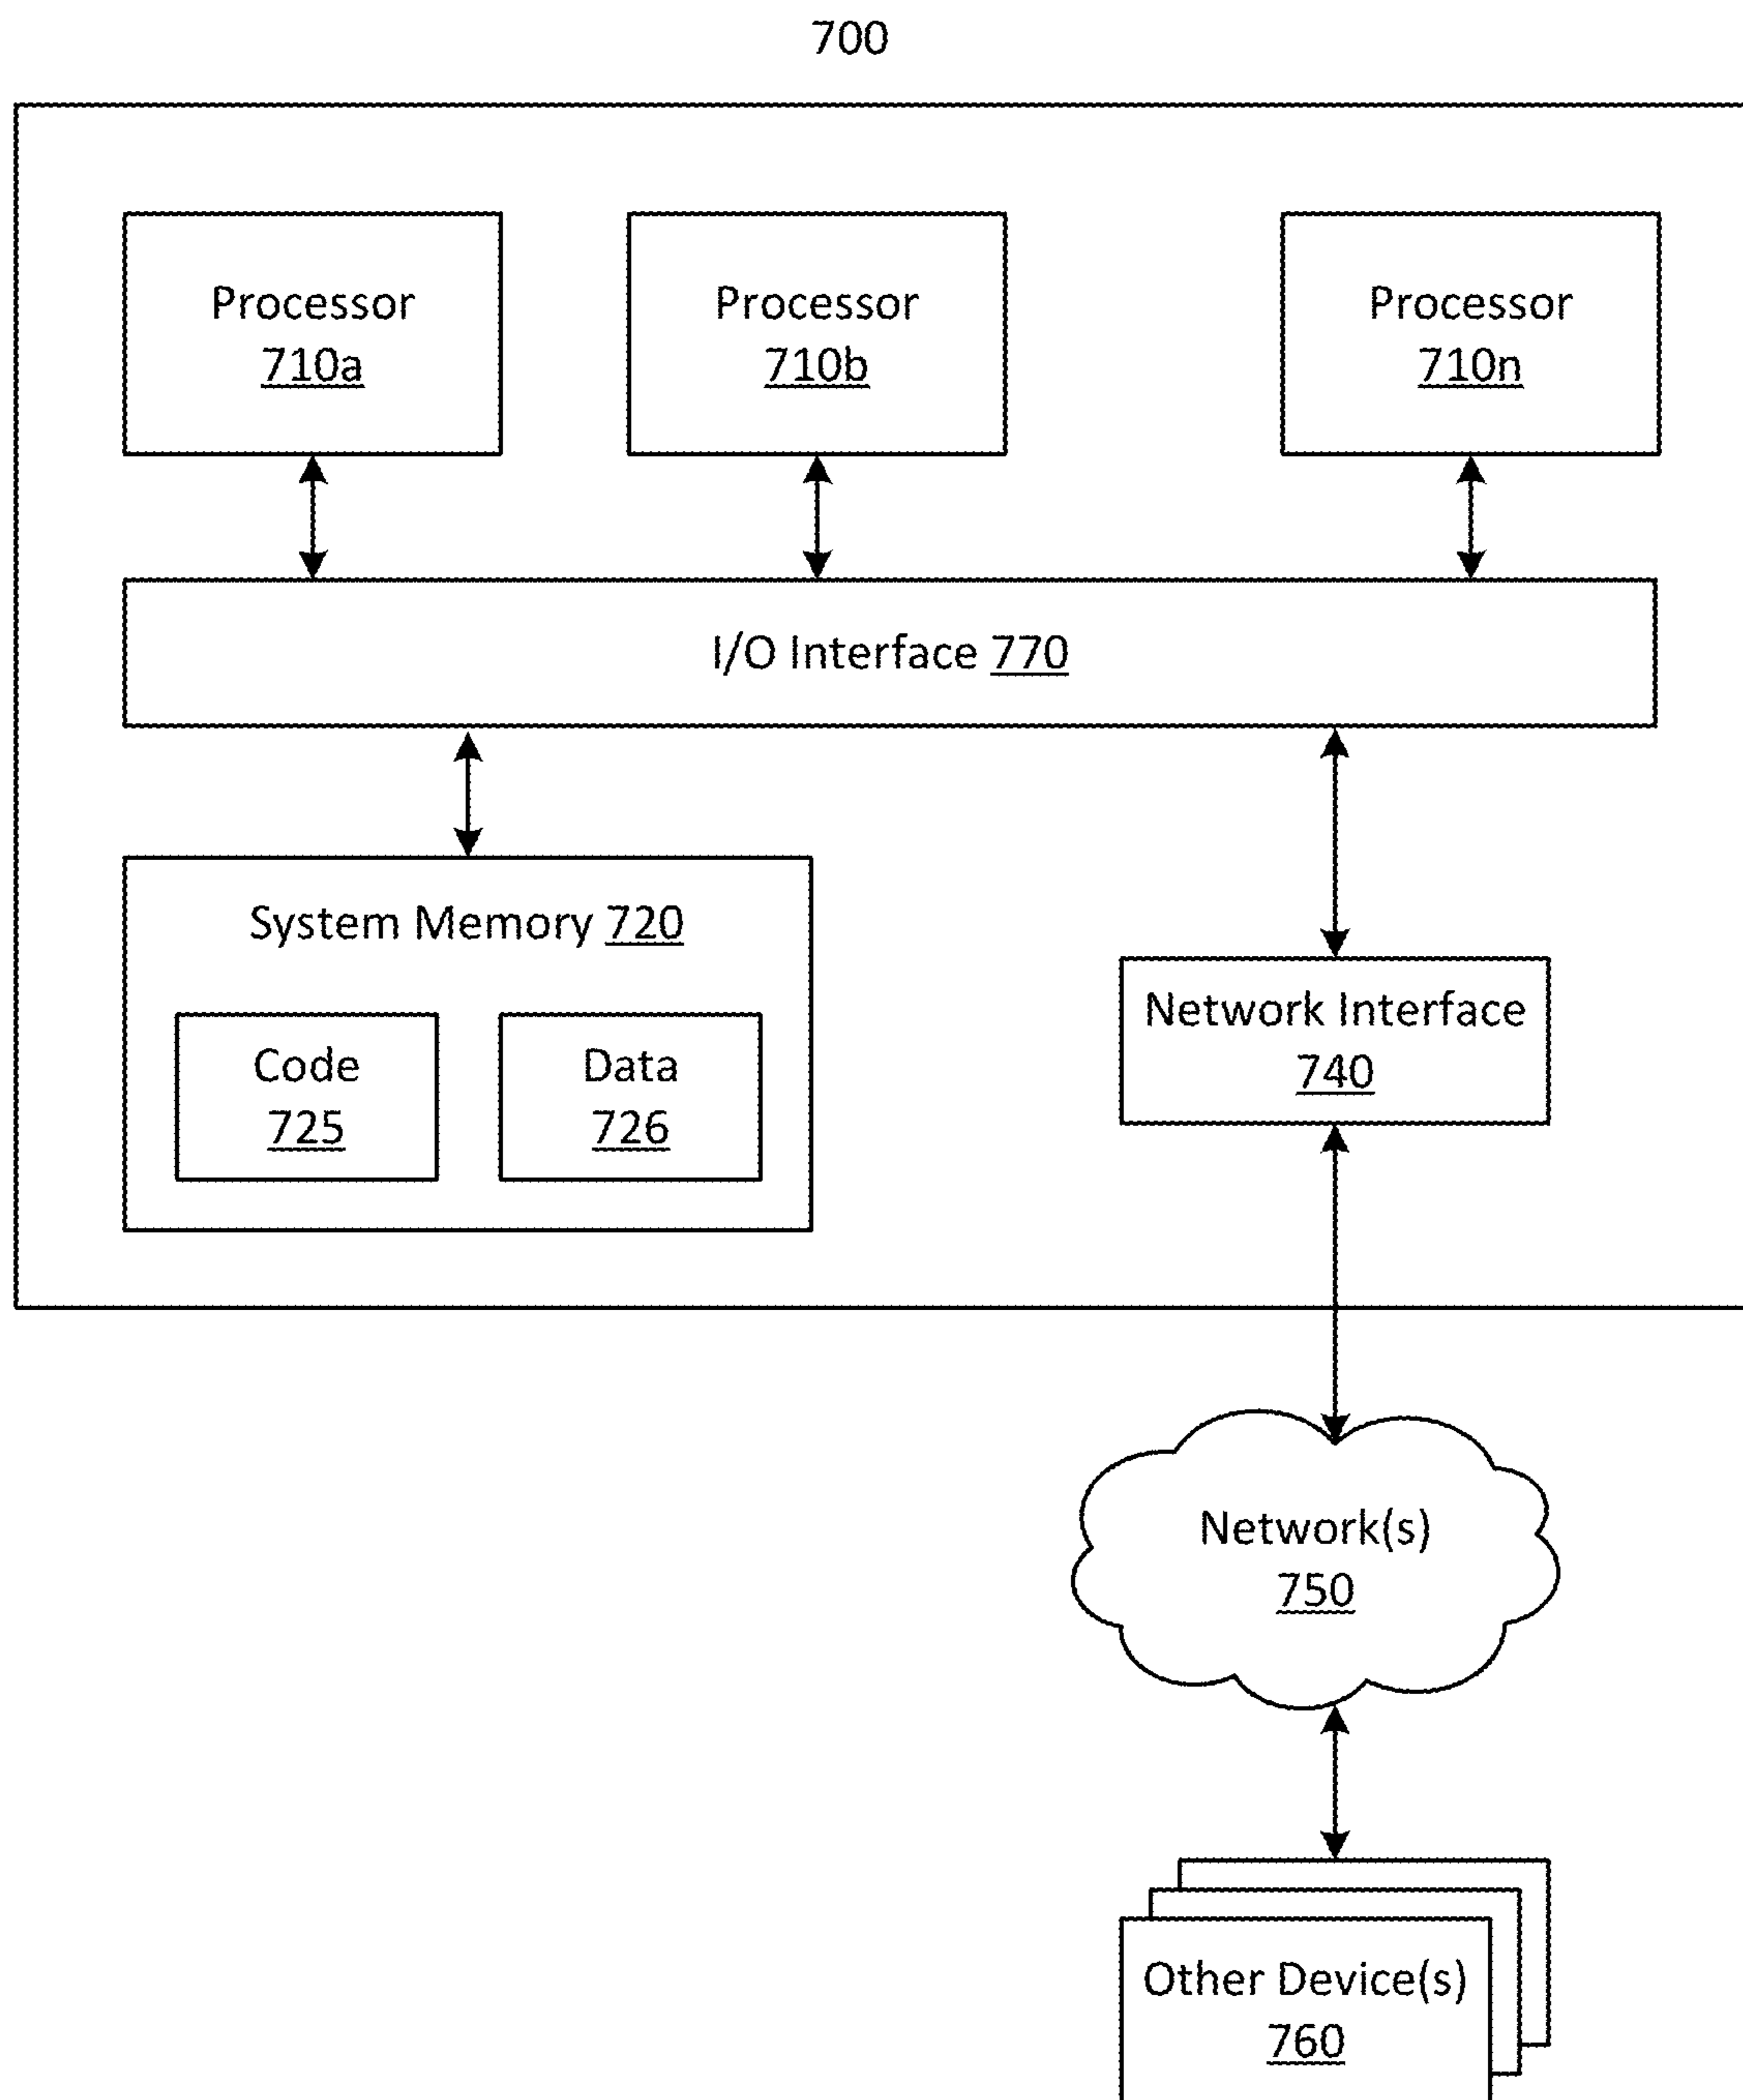 700
Processor
710a
Processor
710b
Processor
710n
I/O Interface 770
System Memory 720
Code
725
Data
726
Network Interface
740
Network(s)
750
Other Device(s)
760